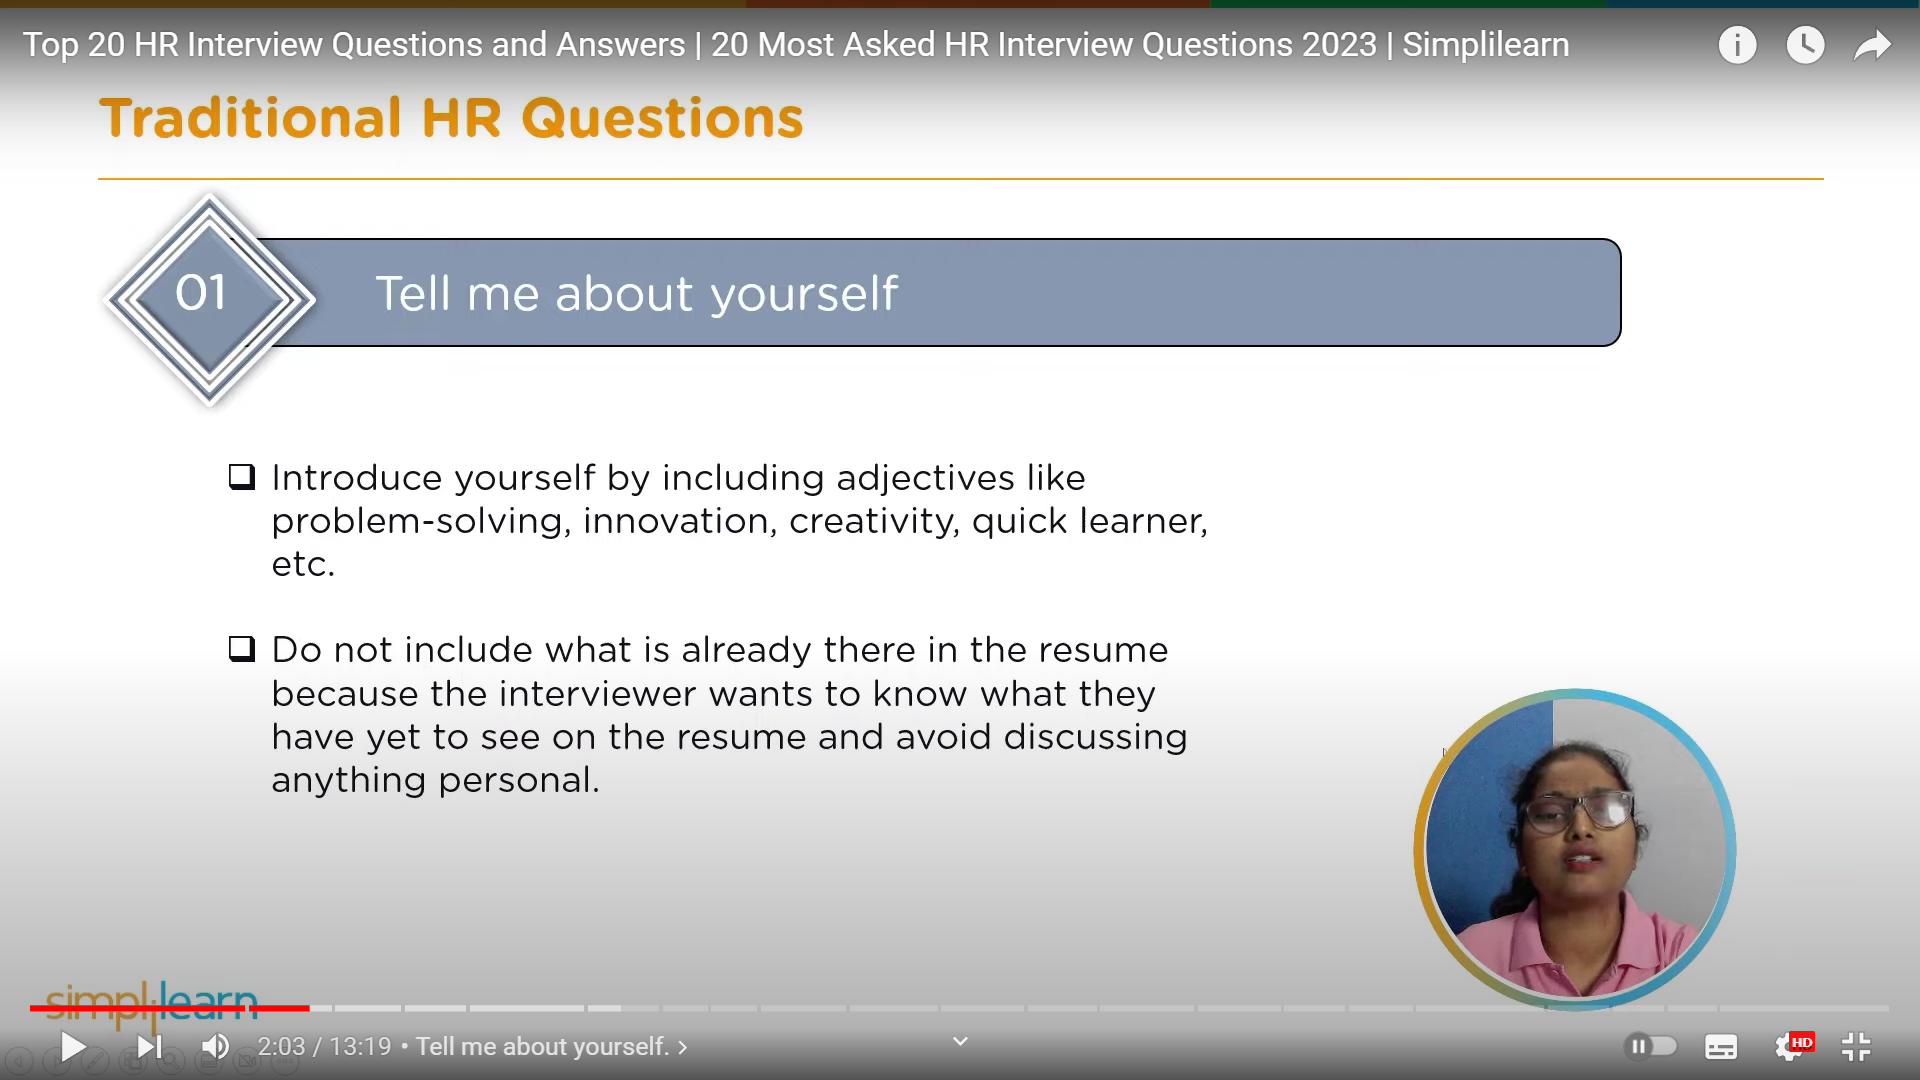 Top 20 HR Interview Questions and Answers | 20 Most Asked HR Interview Questions 2023 | Simplilearn
Traditional HR Questions
01
Tell me about yourself
❑ Introduce yourself by including adjectives like
problem-solving, innovation, creativity, quick learner,
etc.
❑ Do not include what is already there in the resume
because the interviewer wants to know what they
have yet to see on the resume and avoid discussing
anything personal.
simplilearn
2:03 / 13:19 • Tell me about yourself. >
HD